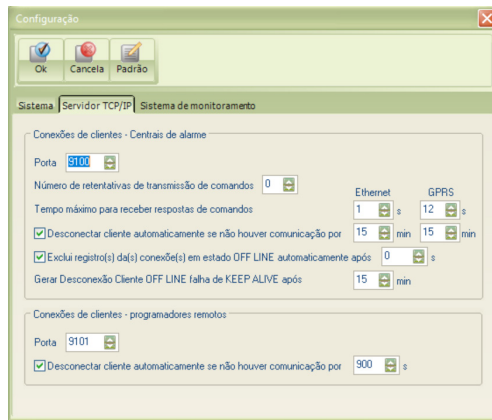 Configuração
Ok Cancela Padrão
Sistema Servidor TCP/IP Sistema de monitoramento
Conexões de clientes - Centrais de alarme
Porta 9100
Número de retentativas de transmissão de comandos 0
Ethernet GPRS
Tempo máximo para receber respostas de comandos 1 s 12 s
Desconectar cliente automaticamente se não houver comunicação por 15 min 15 min
Exclui registro(s) da(s) conexõe(s) em estado OFF LINE automaticamente após 0 s
Gerar Desconexão Cliente OFF LINE falha de KEEP ALIVE após 15 min
Conexões de clientes - programadores remotos
Porta 9101
Desconectar cliente automaticamente se não houver comunicação por 900 s